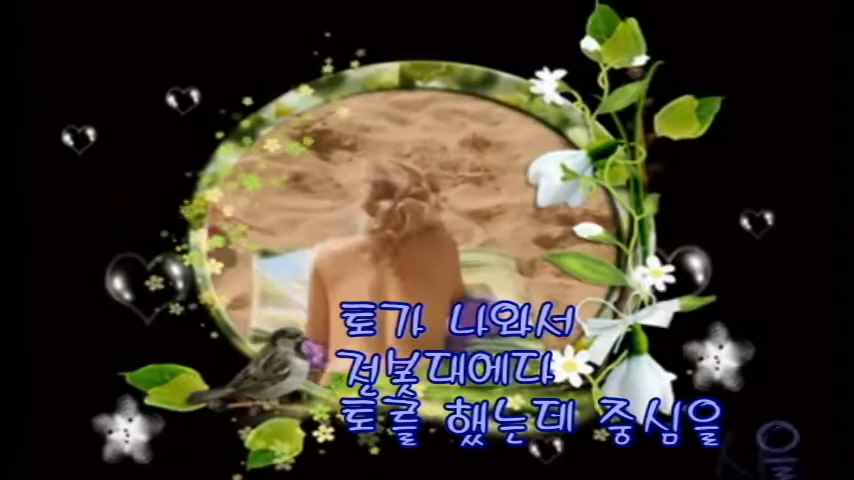 토가 나와서
전봇대에다
토를 했는데 중심을